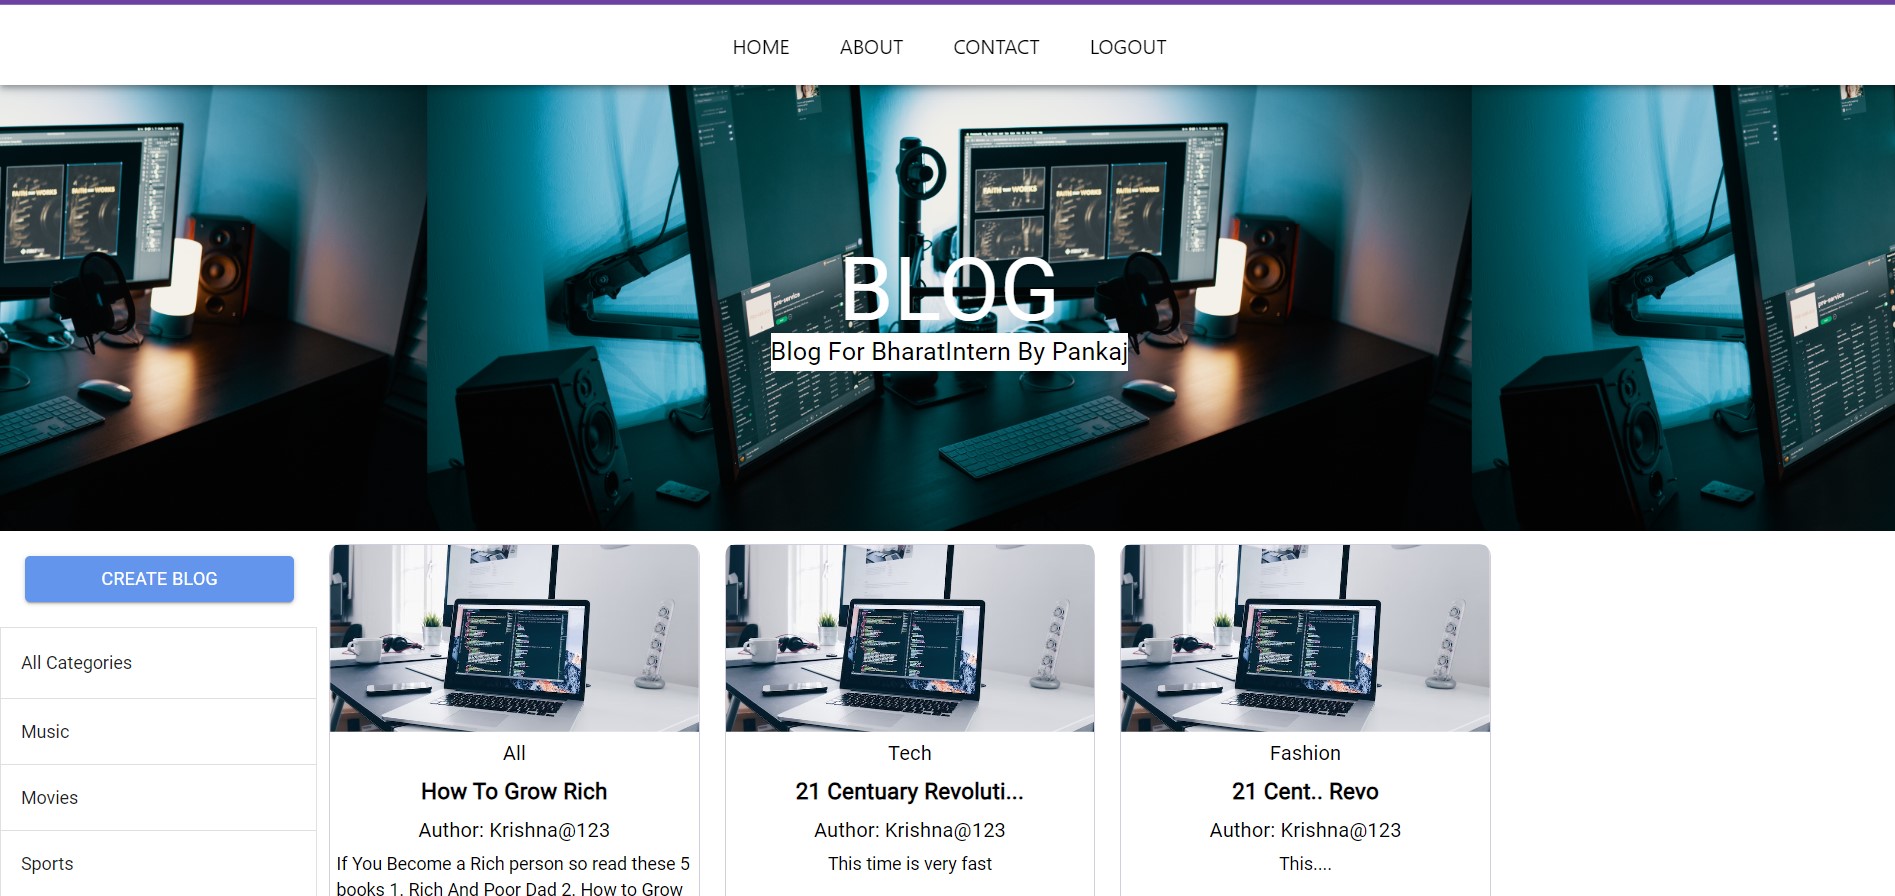 HOME ABOUT CONTACT LOGOUT
BLOG
Blog For BharatIntern By Pankaj
CREATE BLOG
All Categories
Music
Movies
Sports
All
How To Grow Rich
Author: Krishna@123
If You Become a Rich person so read these 5
books 1. Rich And Poor Dad 2. How to Grow
Tech
21 Centuary Revoluti...
Author: Krishna@123
This time is very fast
Fashion
21 Cent.. Revo
Author: Krishna@123
This....